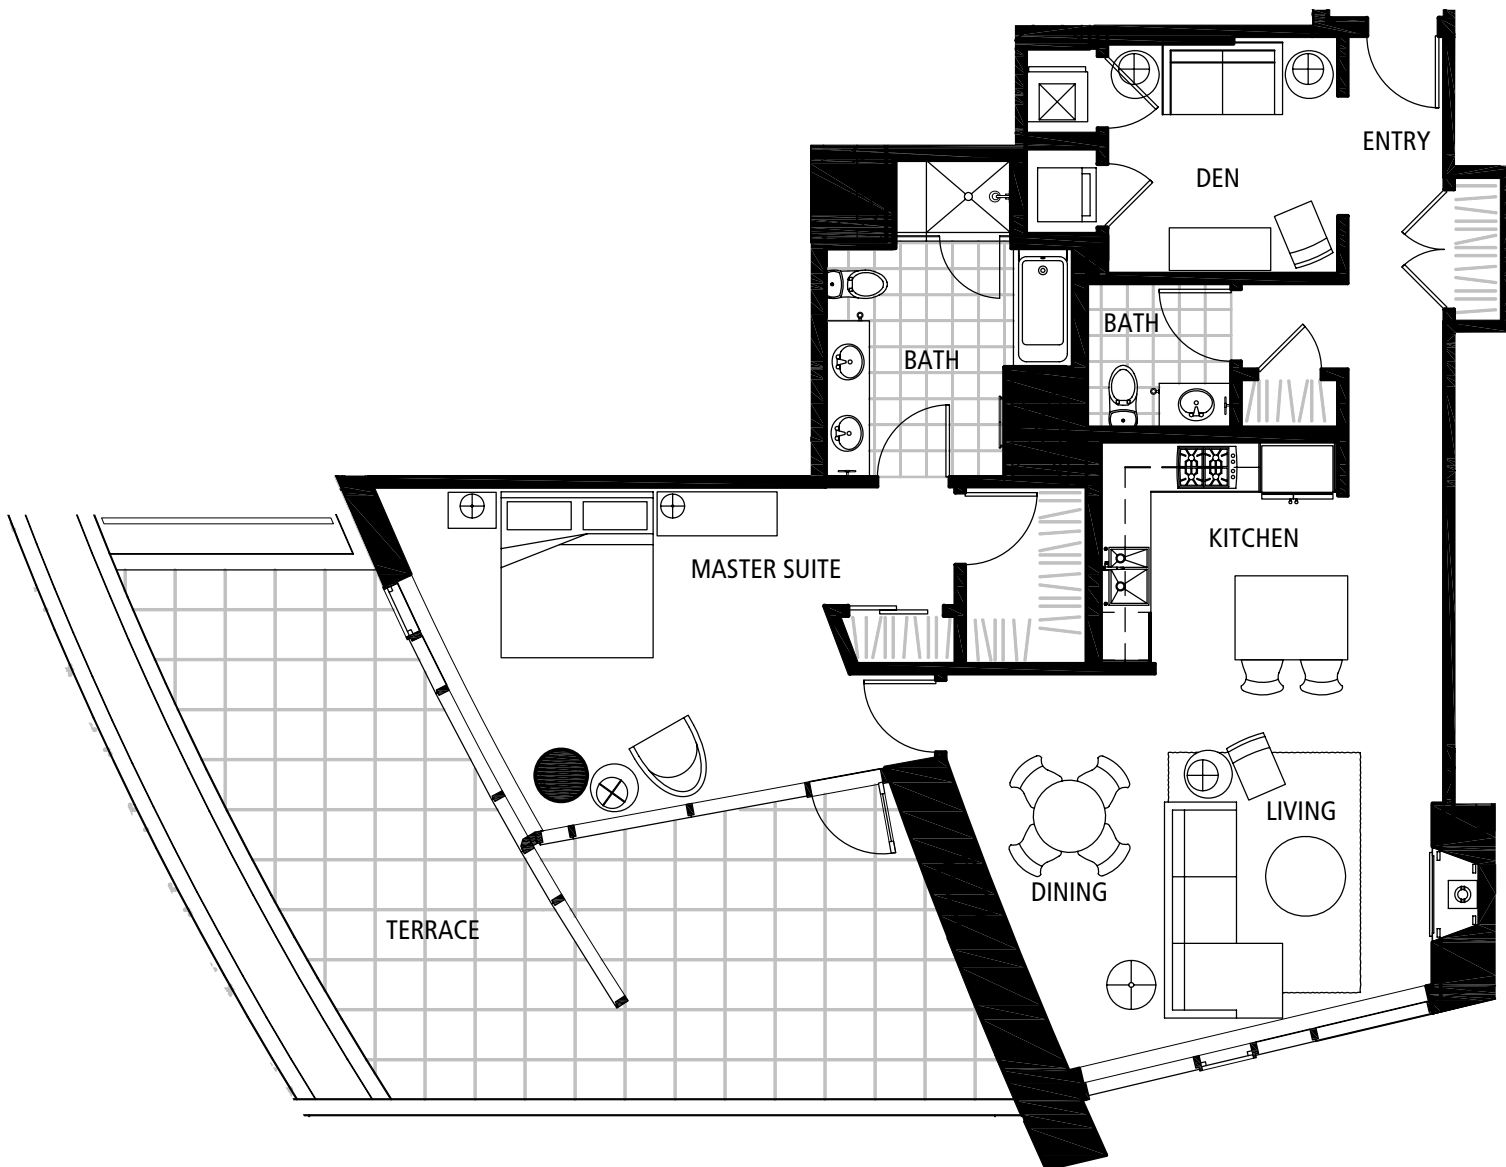 ENTRY
DEN
BATH
BATH
KITCHEN
MASTER SUITE
LIVING
DINING
TERRACE